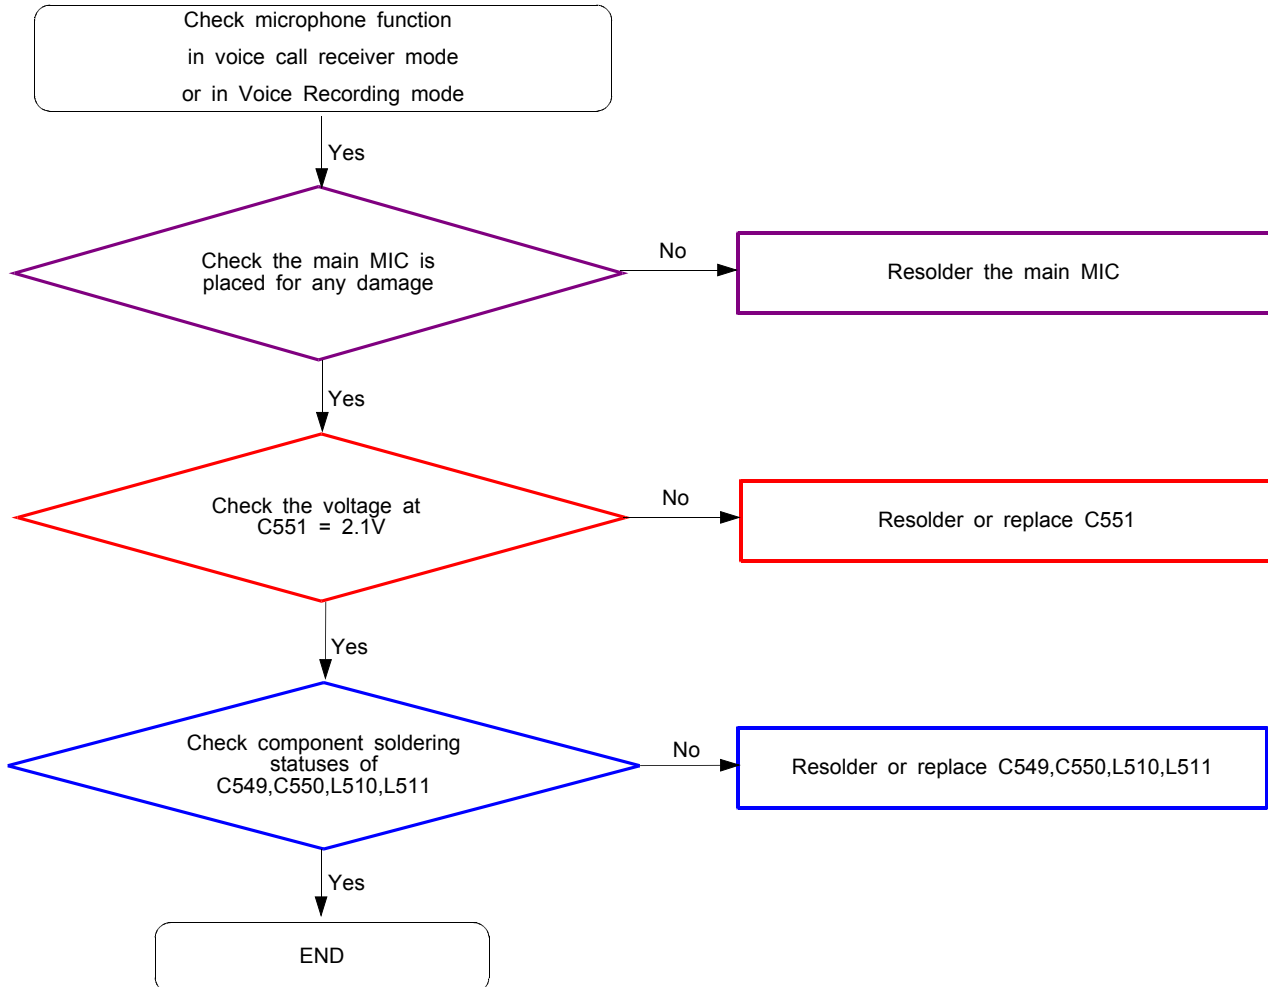 Check microphone function
in voice call receiver mode
or in Voice Recording mode
Yes
Check the main MIC is
placed for any damage
No
Resolder the main MIC
Yes
Check the voltage at
C551 = 2.1V
No
Resolder or replace C551
Yes
Check component soldering
statuses of
C549,C550,L510,L511
No
Resolder or replace C549,C550,L510,L511
Yes
END